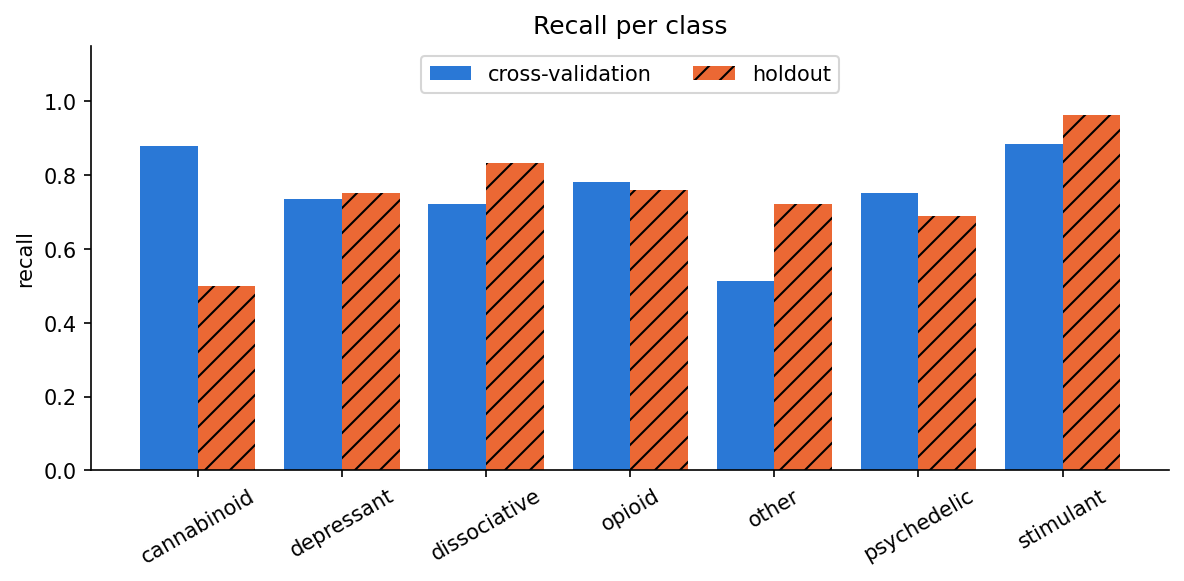 Recall per class
cross-validation holdout
1.0
0.8
0.6
0.4
0.2
0.0
recall
cannabinoid depressant dissociative opioid other psychedelic stimulant